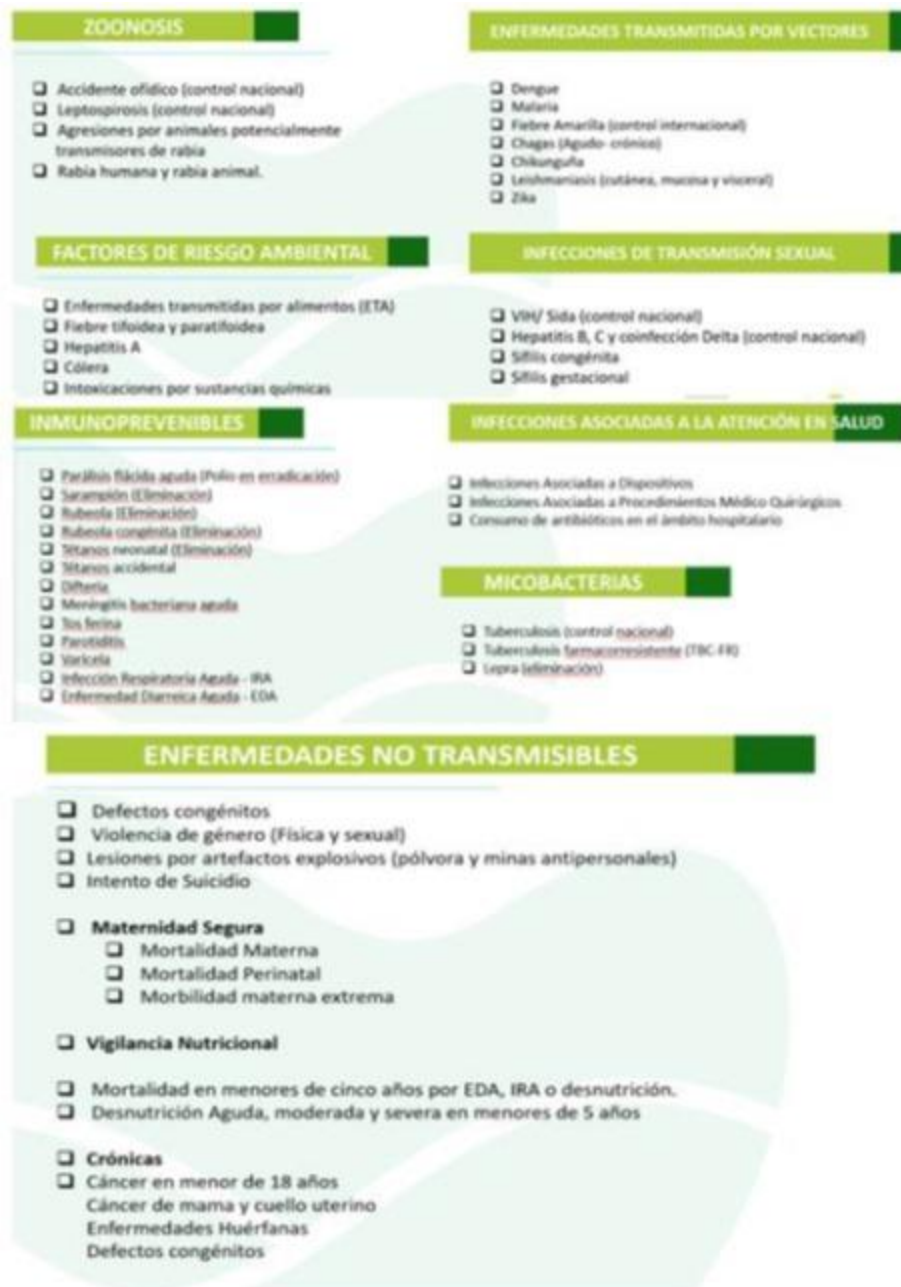 ZOONOSIS
❑ Accidente ofídico (control nacional)
❑ Leptospirosis (control nacional)
❑ Agresiones por animales potencialmente
transmisores de rabia
❑ Rabia humana y rabia animal.
ENFERMEDADES TRANSMITIDAS POR VECTORES
❑ Dengue
❑ Malaria
❑ Fiebre Amarilla (control internacional)
❑ Chagas (Agudo- crónico)
❑ Chikunguña
❑ Leishmaniasis (cutánea, mucosa y visceral)
❑ Zika
FACTORES DE RIESGO AMBIENTAL
❑ Enfermedades transmitidas por alimentos (ETA)
❑ Fiebre tifoidea y paratifoidea
❑ Hepatitis A
❑ Cólera
❑ Intoxicaciones por sustancias químicas
INFECCIONES DE TRANSMISIÓN SEXUAL
❑ VIH/ Sida (control nacional)
❑ Hepatitis B, C y coinfección Delta (control nacional)
❑ Sífilis congénita
❑ Sífilis gestacional
INMUNOPREVENIBLES
❑ Parálisis flácida aguda (Polio en erradicación)
❑ Sarampión (Eliminación)
❑ Rubeola (Eliminación)
❑ Rubeola congénita (Eliminación)
❑ Tétanos neonatal (Eliminación)
❑ Tétanos accidental
❑ Difteria
❑ Meningitis bacteriana aguda
❑ Tos ferina
❑ Parotiditis
❑ Varicela
❑ Infección Respiratoria Aguda - IRA
❑ Enfermedad Diarreica Aguda - EDA
INFECCIONES ASOCIADAS A LA ATENCIÓN EN SALUD
❑ Infecciones Asociadas a Dispositivos
❑ Infecciones Asociadas a Procedimientos Médico Quirúrgicos
❑ Consumo de antibióticos en el ámbito hospitalario
MICOBACTERIAS
❑ Tuberculosis (control nacional)
❑ Tuberculosis farmacorresistente (TBC-FR)
❑ Lepra (eliminación)
ENFERMEDADES NO TRANSMISIBLES
❑ Defectos congénitos
❑ Violencia de género (Física y sexual)
❑ Lesiones por artefactos explosivos (pólvora y minas antipersonales)
❑ Intento de Suicidio
❑ Maternidad Segura
❑ Mortalidad Materna
❑ Mortalidad Perinatal
❑ Morbilidad materna extrema
❑ Vigilancia Nutricional
❑ Mortalidad en menores de cinco años por EDA, IRA o desnutrición.
❑ Desnutrición Aguda, moderada y severa en menores de 5 años
❑ Crónicas
❑ Cáncer en menor de 18 años
Cáncer de mama y cuello uterino
Enfermedades Huérfanas
Defectos congénitos